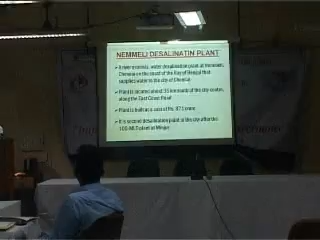 NEMMELI DESALINATIN PLANT
A reverse osmosis, water desalination plant at Nemmeli,
Chennai on the coast of the Bay of Bengal that
supplies water to the city of Chennai
Plant is located about 35 km south of the city center,
along the East Coast Road
Plant is built at a cost of Rs. 871 crore
It is second desalination plant of the city after the
100-MLD plant at Minjur